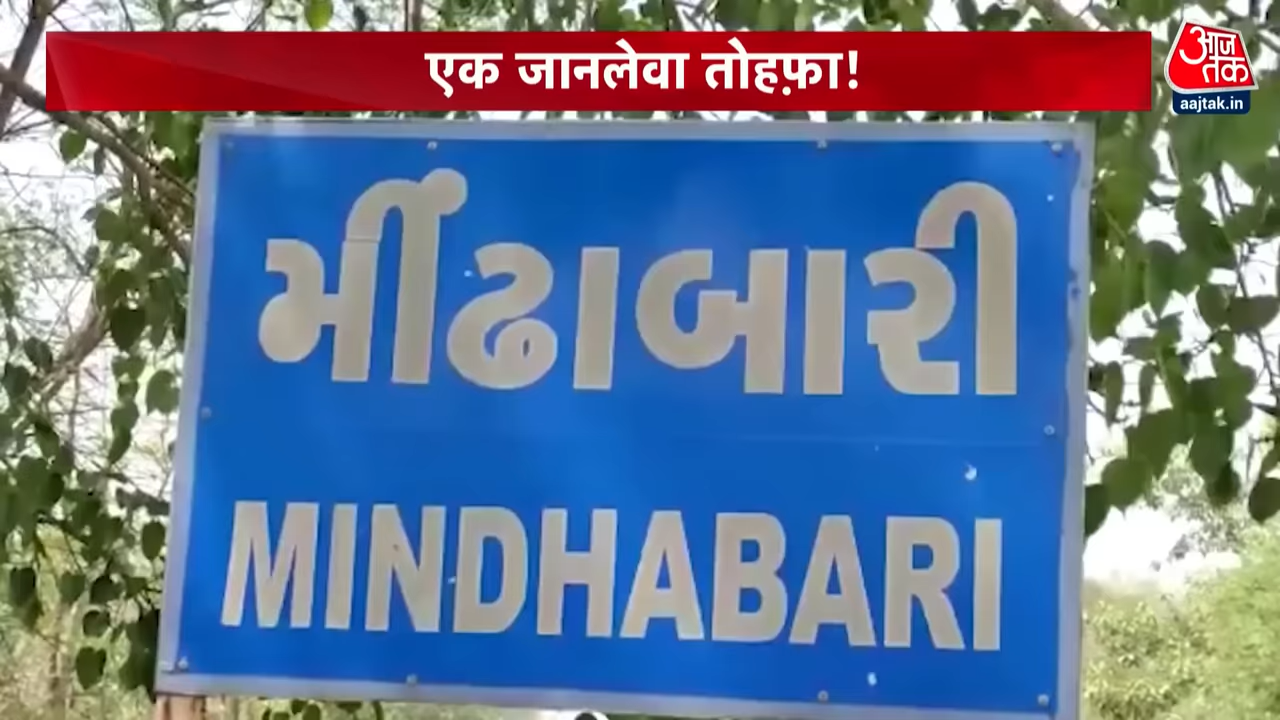 एक जानलेवा तोहफ़ा!
आज
तक
aajtak.in
મીંઢાબારી
MINDHABARI